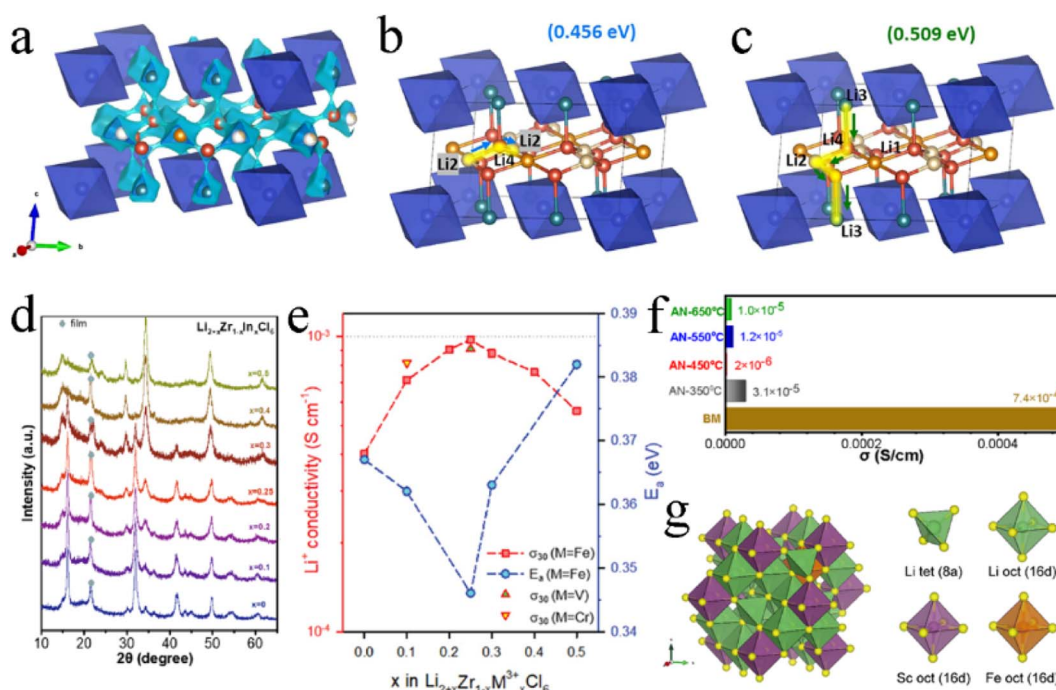 a
c
b
a
b
(0.456 eV)
Li2
Li2
Li4
c
(0.509 eV)
Li3
Li4
Li1
Li2
Li3
d
film
Li₂₊ₓZr₁₋ₓInₓCl₆
x=0.5
x=0.4
x=0.3
x=0.25
x=0.2
x=0.1
x=0
Intensity (a.u.)
10 20 30 40 50 60
2θ (degree)
e
10⁻³
10⁻⁴
Li⁺ conductivity (S cm⁻¹)
0.39
0.38
0.37
0.36
0.35
0.34
Eₐ (eV)
σ₃₀ (M=Fe)
Eₐ (M=Fe)
σ₃₀ (M=V)
σ₃₀ (M=Cr)
0.0 0.1 0.2 0.3 0.4 0.5
x in Li₂₊ₓZr₁₋ₓM³⁺ₓCl₆
f
AN-650°C 1.0×10⁻⁵
AN-550°C 1.2×10⁻⁵
AN-450°C 2×10⁻⁶
AN-350°C 3.1×10⁻⁵
BM
0.0000 0.0002 0.0004
σ (S/cm)
g
Li tet (8a) Li oct (16d)
Sc oct (16d) Fe oct (16d)